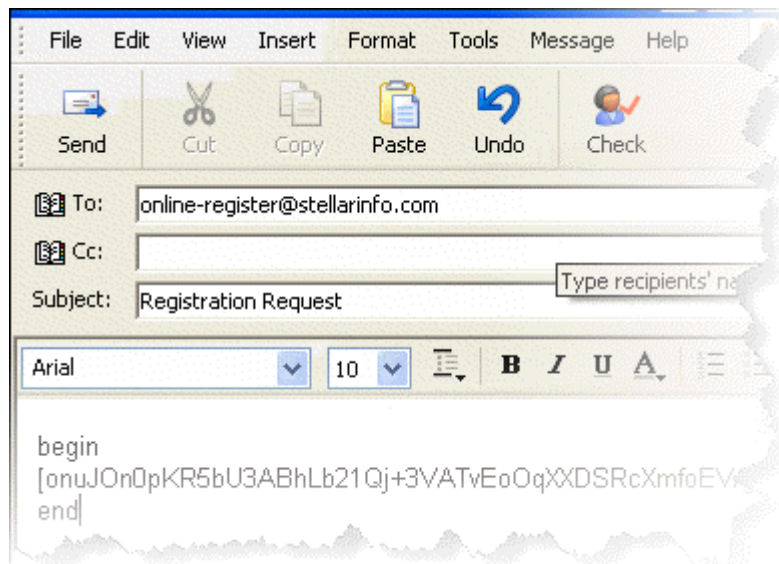 File Edit View Insert Format Tools Message Help
Send Cut Copy Paste Undo Check
To: online-register@stellarinfo.com
Cc:
Type recipients'
Subject: Registration Request
Arial 10 B I U A
begin
[onuJOn0pKR5bU3ABhLb21Qj+3VATvEoOqXXDSRcXmfoEV
end